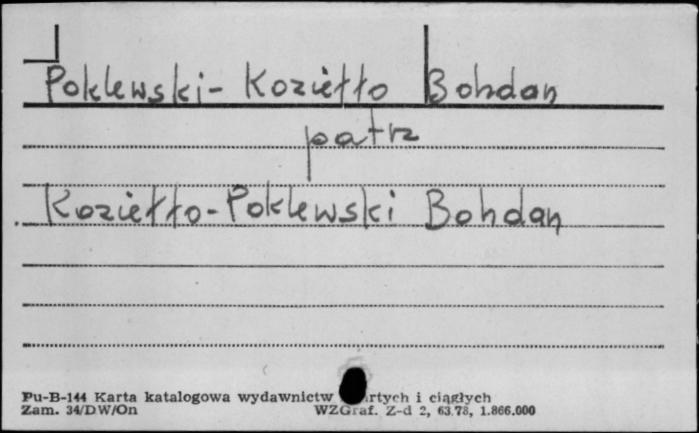 Poklewski-Koziełło Bohdan
patrz
Koziełło-Poklewski Bohdan
Pu-B-144 Karta katalogowa wydawnictw i ciągłych
Zam. 34/DW/On WZGraf. Z-d 2, 63.78, 1.866.000